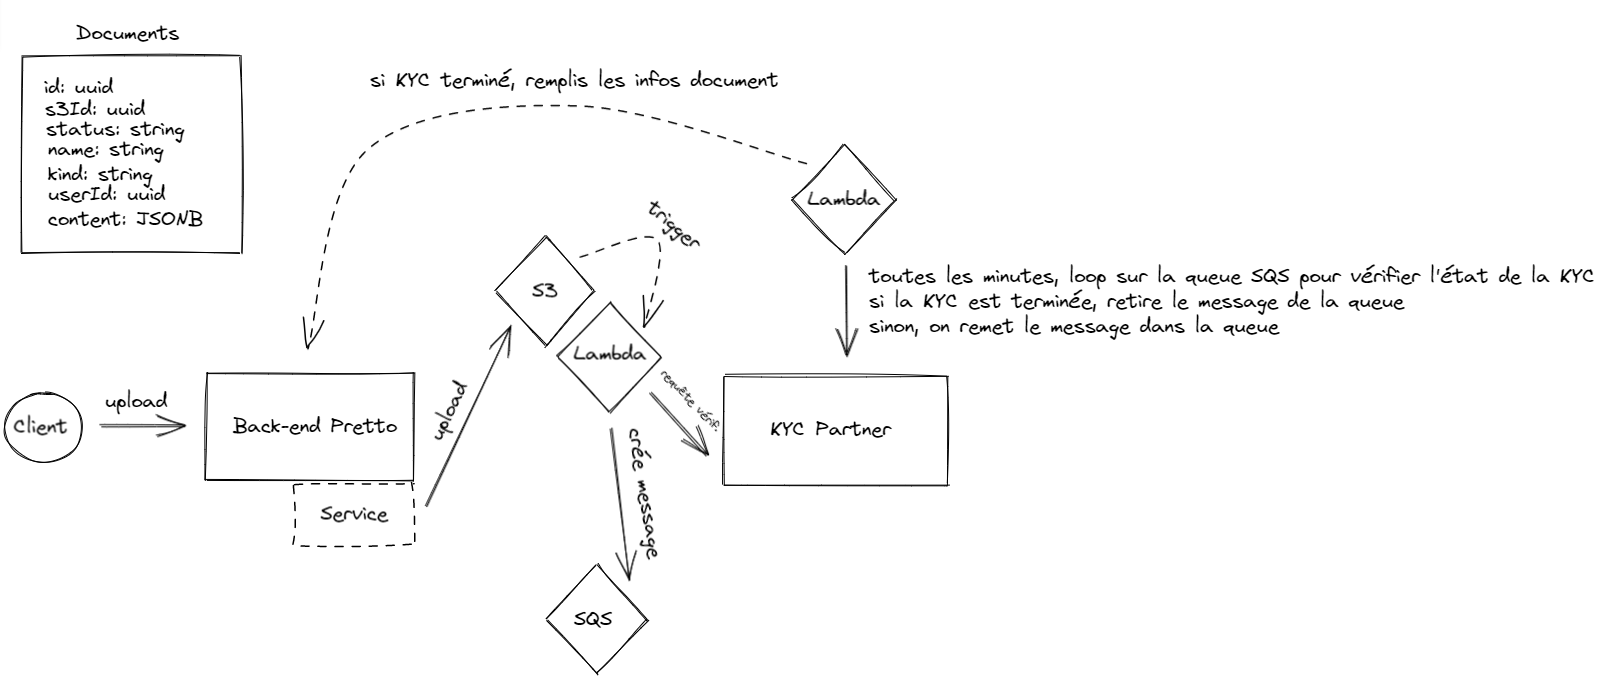 Documents
id: uuid
s3Id: uuid
status: string
name: string
kind: string
userId: uuid
content: JSONB
si KYC terminé, remplis les infos document
Lambda
trigger
S3
Lambda
toutes les minutes, loop sur la queue SQS pour vérifier l'état de la KYC
si la KYC est terminée, retire le message de la queue
sinon, on remet le message dans la queue
Client
upload
Back-end Pretto
Service
upload
requête vérif.
KYC Partner
crée message
SQS